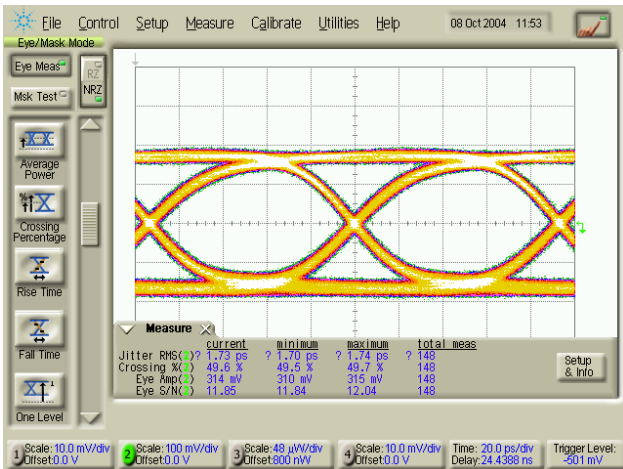 File Control Setup Measure Calibrate Utilities Help 08 Oct 2004 11:53
Eye/Mask Mode
Eye Meas
RZ
NRZ
Msk Test
Average
Power
Crossing
Percentage
Rise Time
Fall Time
One Level
Measure
current minimum maximum total meas
Jitter RMS(2)? 1.73 ps ? 1.70 ps ? 1.74 ps ? 148
Crossing %(2) 49.6 % 49.5 % 49.7 % 148
Eye Amp(2) 314 mV 310 mV 315 mV 148
Eye S/N(2) 11.85 11.84 12.04 148
Setup
& Info
1 Scale:10.0 mV/div
Offset:0.0 V
2 Scale:100 mV/div
Offset:0.0 V
3 Scale:48 µW/div
Offset:800 nW
4 Scale:10.0 mV/div
Offset:0.0 V
Time: 20.0 ps/div
Delay:24.4388 ns
Trigger Level:
-501 mV